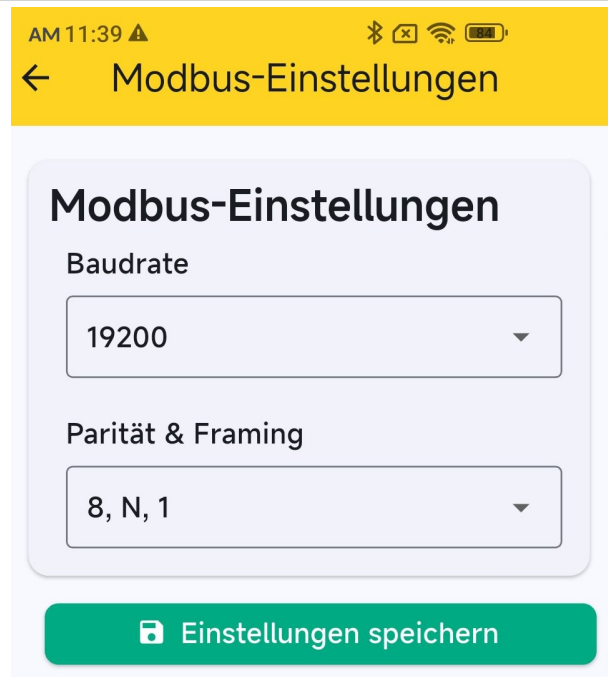 AM 11:39
84
Modbus-Einstellungen
Modbus-Einstellungen
Baudrate
19200
Parität & Framing
8, N, 1
Einstellungen speichern